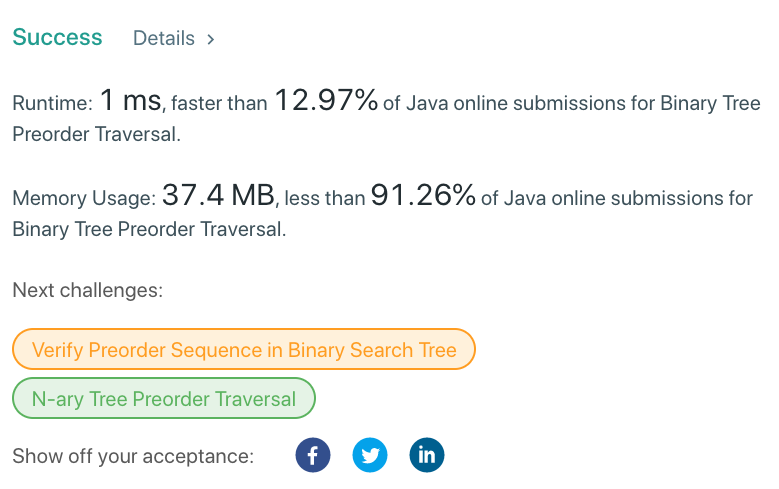 Success Details >
Runtime: 1 ms, faster than 12.97% of Java online submissions for Binary Tree
Preorder Traversal.
Memory Usage: 37.4 MB, less than 91.26% of Java online submissions for
Binary Tree Preorder Traversal.
Next challenges:
Verify Preorder Sequence in Binary Search Tree
N-ary Tree Preorder Traversal
Show off your acceptance: f in